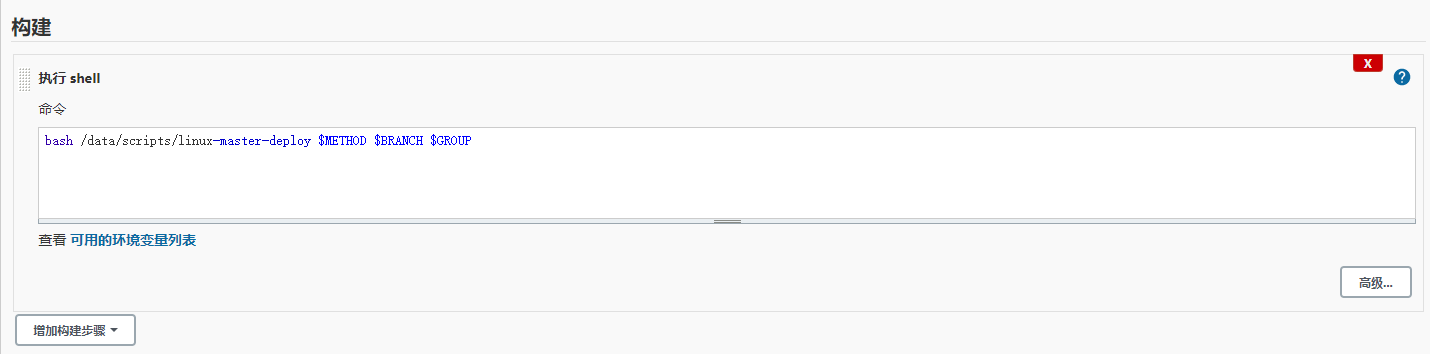 构建
X
执行 shell
?
命令
bash /data/scripts/linux-master-deploy $METHOD $BRANCH $GROUP
查看 可用的环境变量列表
高级...
增加构建步骤